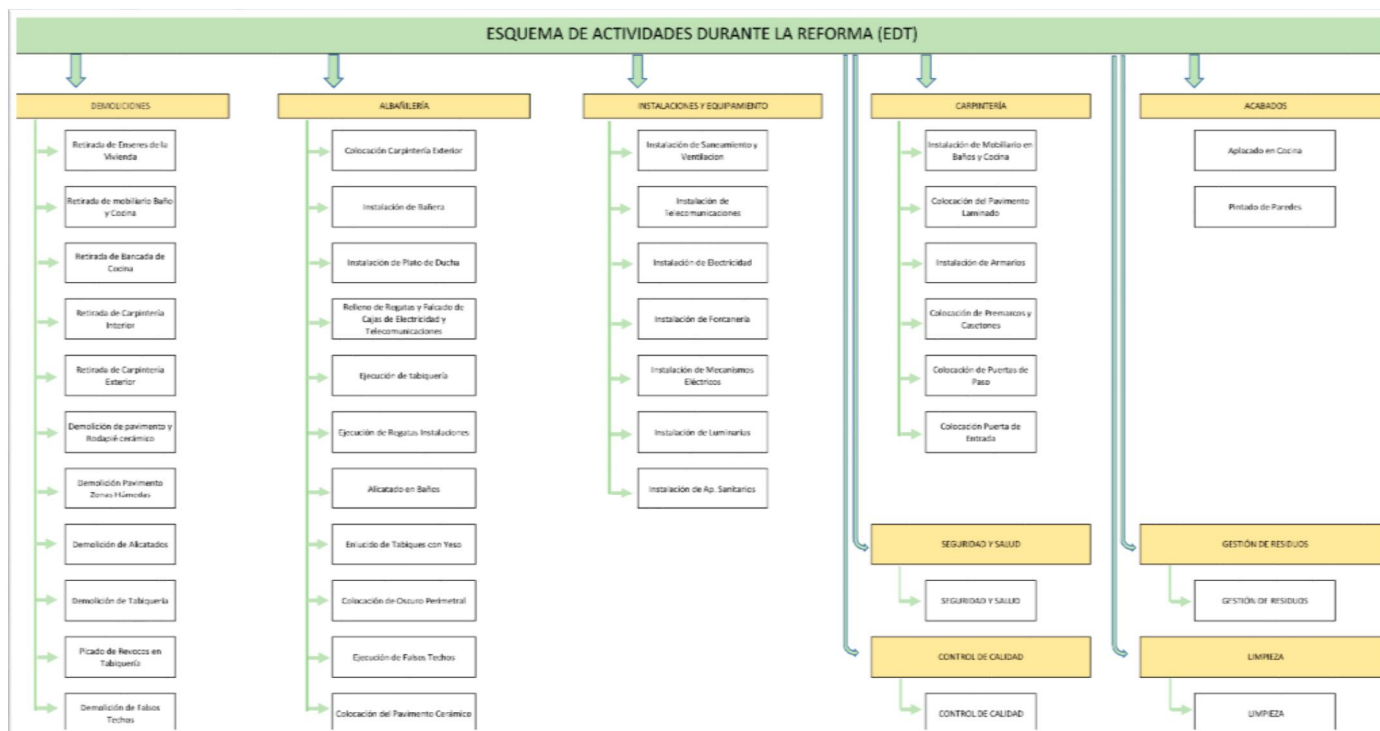 ESQUEMA DE ACTIVIDADES DURANTE LA REFORMA (EDT)
DEMOLICIONES
Retirada de Enseres de la
Vivienda
Retirada de mobiliario Baño
y Cocina
Retirada de Bancada de
Cocina
Retirada de Carpintería
Interior
Retirada de Carpintería
Exterior
Demolición de pavimento y
Rodapié cerámico
Demolición Pavimento
Zonas Húmedas
Demolición de Alicatados
Demolición de Tabiquería
Picado de Revocos en
Tabiquería
Demolición de Falsos
Techos
ALBAÑILERÍA
Colocación Carpintería Exterior
Instalación de Bañera
Instalación de Plato de Ducha
Relleno de Regatas y Falcado de
Cajas de Electricidad y
Telecomunicaciones
Ejecución de tabiquería
Ejecución de Regatas Instalaciones
Alicatado en Baños
Enlucido de Tabiques con Yeso
Colocación de Oscuro Perimetral
Ejecución de Falsos Techos
Colocación del Pavimento Cerámico
INSTALACIONES Y EQUIPAMIENTO
Instalación de Saneamiento y
Ventilacion
Instalación de
Telecomunicaciones
Instalación de Electricidad
Instalación de Fontanería
Instalación de Mecanismos
Eléctricos
Instalación de Luminarias
Instalación de Ap. Sanitarios
CARPINTERÍA
Instalación de Mobiliario en
Baños y Cocina
Colocación del Pavimento
Laminado
Instalación de Armarios
Colocación de Premarcos y
Casetones
Colocación de Puertas de
Paso
Colocación Puerta de
Entrada
SEGURIDAD Y SALUD
SEGURIDAD Y SALUD
CONTROL DE CALIDAD
CONTROL DE CALIDAD
ACABADOS
Aplacado en Cocina
Pintado de Paredes
GESTIÓN DE RESIDUOS
GESTIÓN DE RESIDUOS
LIMPIEZA
LIMPIEZA